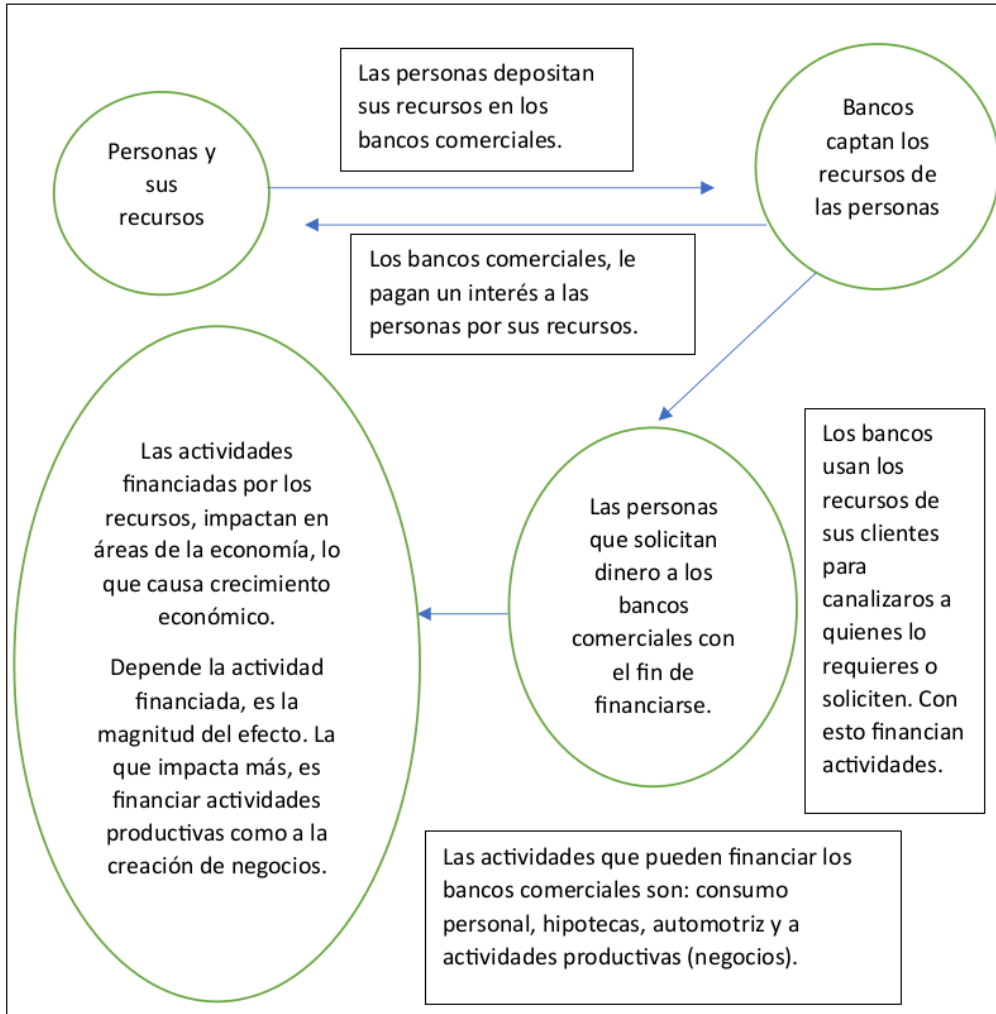 Las personas depositan
sus recursos en los
bancos comerciales.
Personas y
sus
recursos
Bancos
captan los
recursos de
las personas
Los bancos comerciales, le
pagan un interés a las
personas por sus recursos.
Los bancos
usan los
recursos de
sus clientes
para
canalizaros a
quienes lo
requieres o
soliciten. Con
esto financian
actividades.
Las personas
que solicitan
dinero a los
bancos
comerciales con
el fin de
financiarse.
Las actividades
financiadas por los
recursos, impactan en
áreas de la economía, lo
que causa crecimiento
económico.
Depende la actividad
financiada, es la
magnitud del efecto. La
que impacta más, es
financiar actividades
productivas como a la
creación de negocios.
Las actividades que pueden financiar los
bancos comerciales son: consumo
personal, hipotecas, automotriz y a
actividades productivas (negocios).